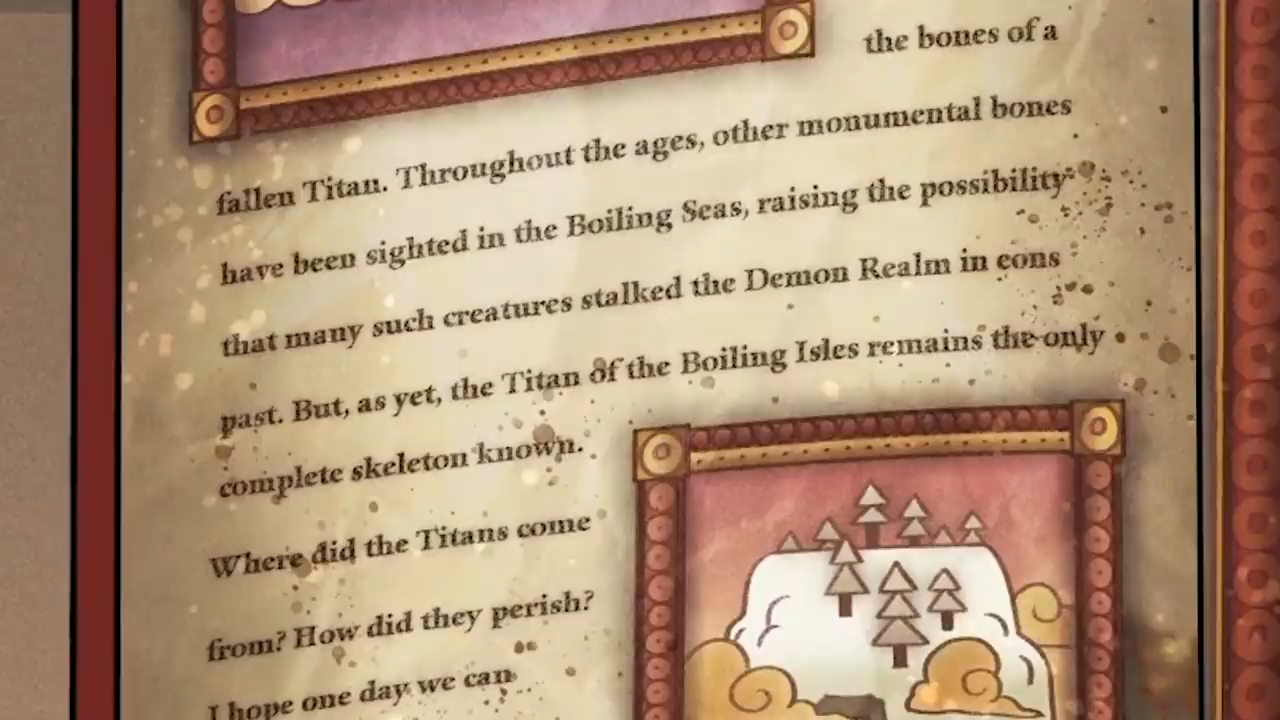 the bones of a
fallen Titan. Throughout the ages, other monumental bones
have been sighted in the Boiling Seas, raising the possibility
that many such creatures stalked the Demon Realm in eons
past. But, as yet, the Titan of the Boiling Isles remains the only
complete skeleton known.
Where did the Titans come
from? How did they perish?
I hope one day we can